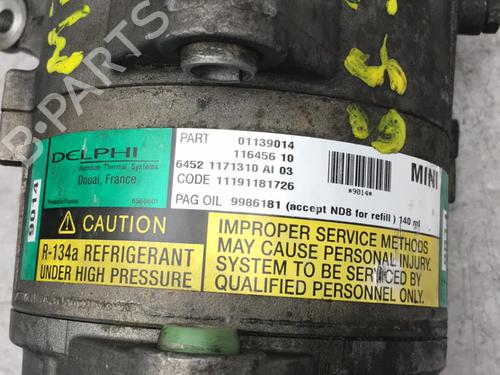 DELPHI
Harrison Thermal Systems
Douai, France
6560601
9014
PART 01139014
116456 10
6452 1171310 AI 03
CODE 11191181726
PAG OIL 9986181 (accept ND8 for refill) 140 ml
*9014*
MINI
CAUTION
R-134a REFRIGERANT
UNDER HIGH PRESSURE
IMPROPER SERVICE METHODS
MAY CAUSE PERSONAL INJURY.
SYSTEM TO BE SERVICED BY
QUALIFIED PERSONNEL ONLY.
B-PARTS